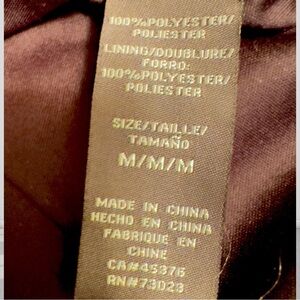 100%POLYESTER/
POLIESTER
LINING/DOUBLURE/
FORRO:
100%POLYESTER/
POLIESTER
SIZE/TAILLE/
TAMAÑO
M/M/M
MADE IN CHINA
HECHO EN CHINA
FABRIQUE EN
CHINE
CA#45376
RN#73023